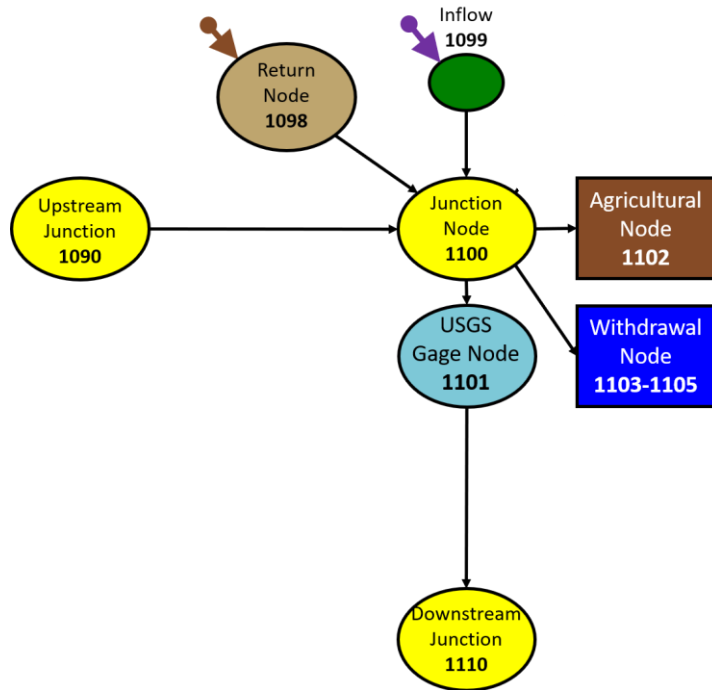 Inflow
1099
Return
Node
1098
Upstream
Junction
1090
Junction
Node
1100
Agricultural
Node
1102
USGS
Gage Node
1101
Withdrawal
Node
1103-1105
Downstream
Junction
1110